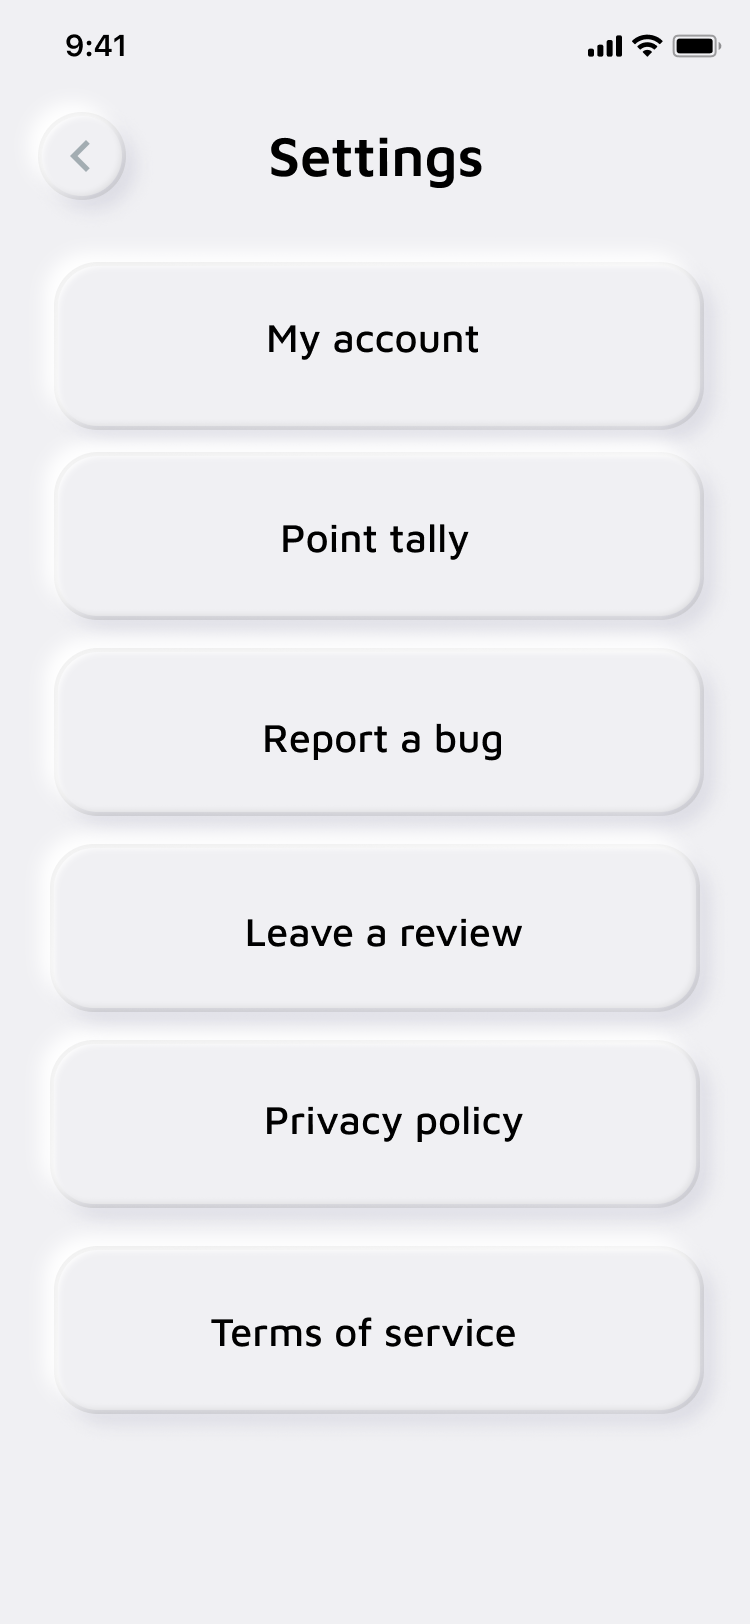 9:41
Settings
My account
Point tally
Report a bug
Leave a review
Privacy policy
Terms of service